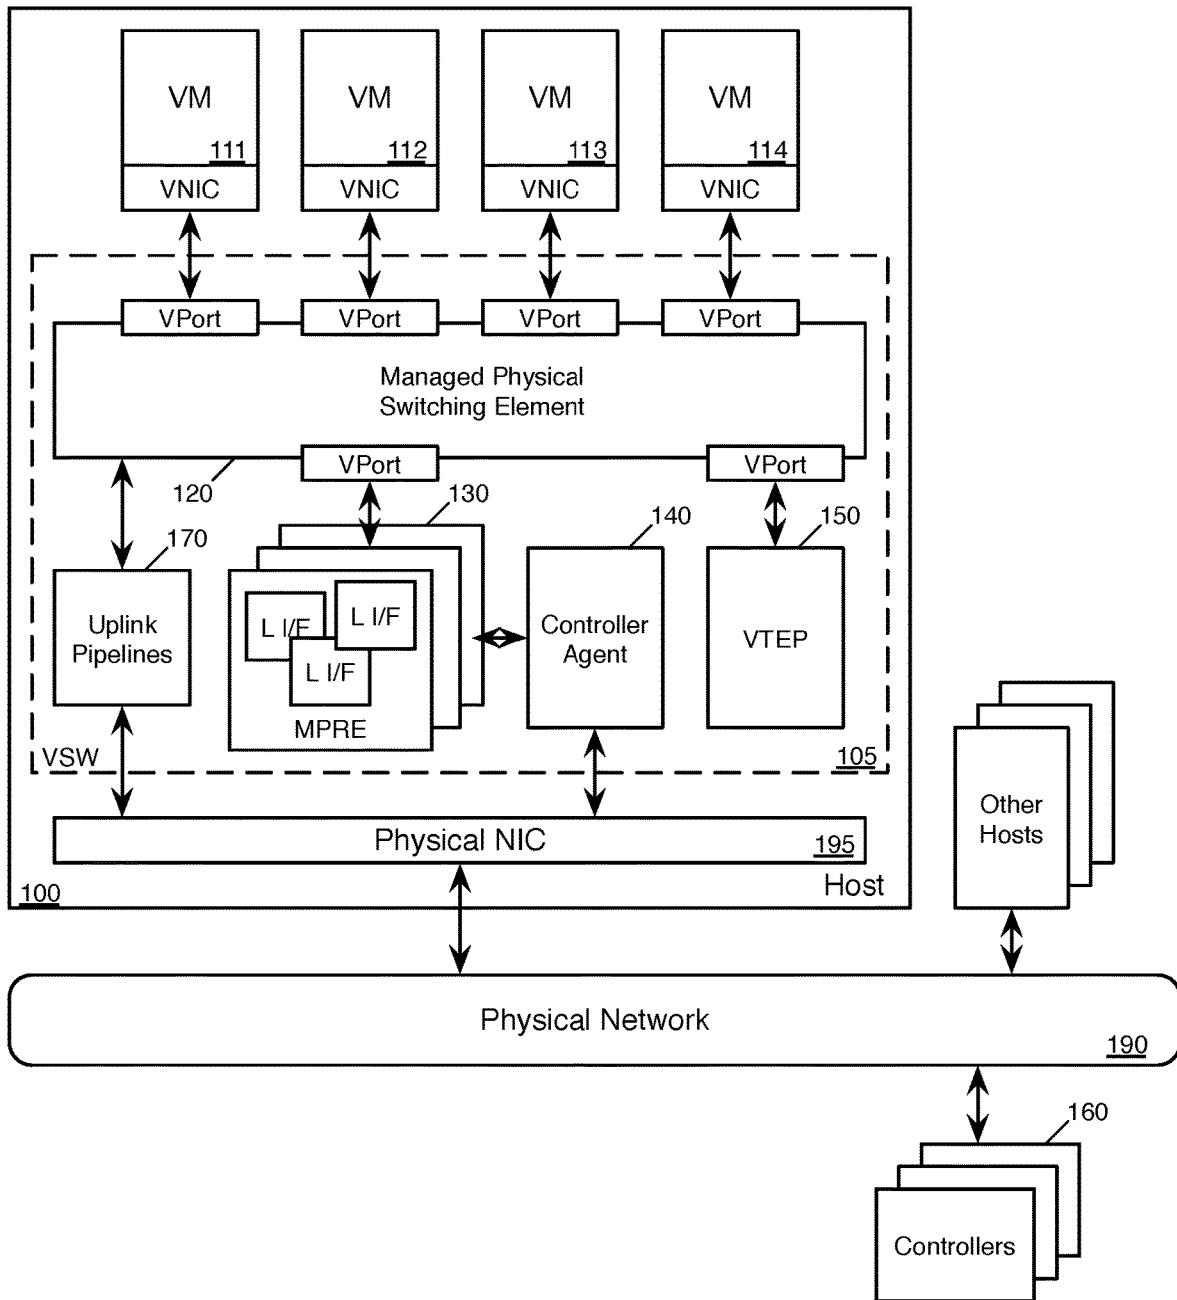 VM
VM
VM
VM
111
112
113
114
VNIC
VNIC
VNIC
VNIC
VPort
VPort
VPort
VPort
Managed Physical
Switching Element
VPort
VPort
120
130
140
150
170
Uplink
Pipelines
L I/F
L I/F
L I/F
MPRE
Controller
Agent
VTEP
VSW
105
Physical NIC
195
100
Host
Other
Hosts
Physical Network
190
160
Controllers